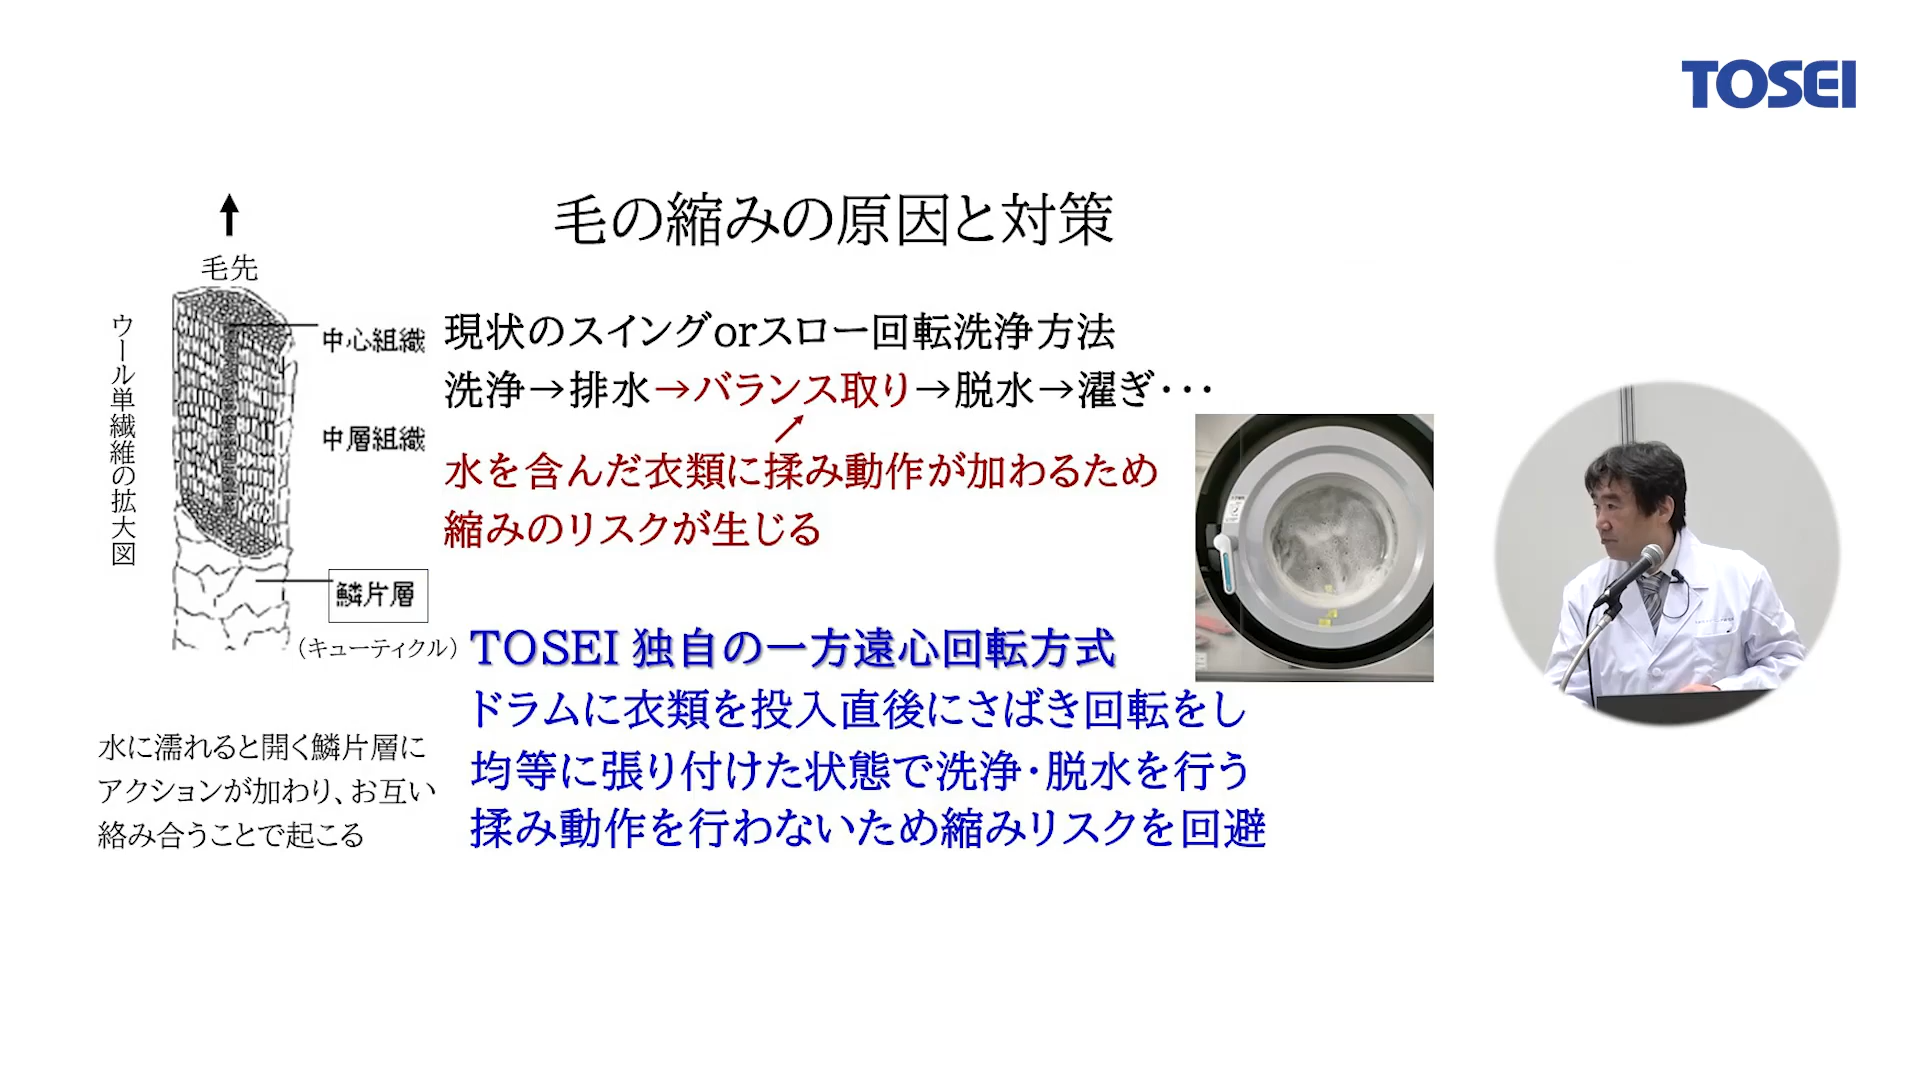 TOSEI
毛の縮みの原因と対策
毛先
ウール単繊維の拡大図
中心組織
中層組織
鱗片層
（キューティクル）
水に濡れると開く鱗片層に
アクションが加わり、お互い
絡み合うことで起こる
現状のスイングorスロー回転洗浄方法
洗浄→排水→バランス取り→脱水→濯ぎ･･･
水を含んだ衣類に揉み動作が加わるため
縮みのリスクが生じる
TOSEI 独自の一方遠心回転方式
ドラムに衣類を投入直後にさばき回転をし
均等に張り付けた状態で洗浄･脱水を行う
揉み動作を行わないため縮みリスクを回避